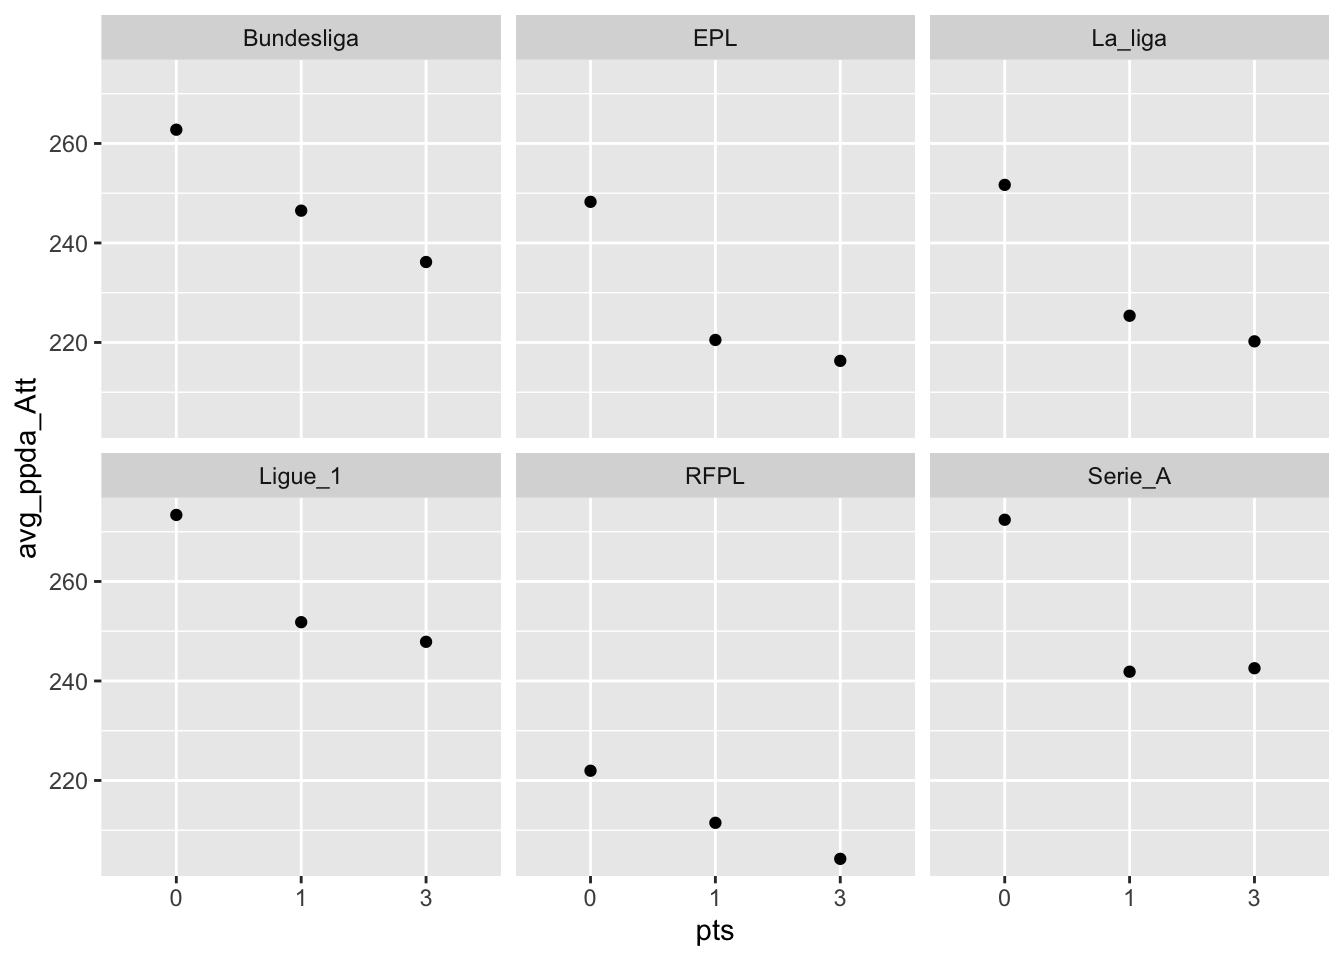 Bundesliga
EPL
La_liga
260
240
220
Ligue_1
RFPL
Serie_A
260
240
220
0 1 3
0 1 3
0 1 3
pts
avg_ppda_Att